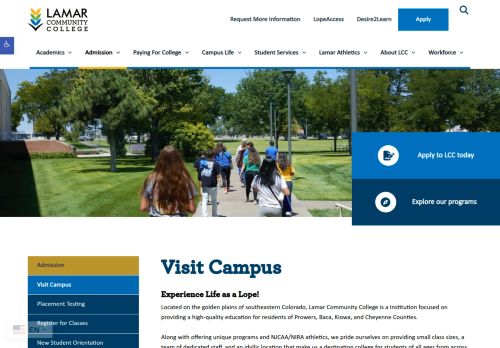 LAMAR
COMMUNITY
COLLEGE
Request More Information
LopeAccess
Desire2Learn
Apply
Academics
Admission
Paying For College
Campus Life
Student Services
Lamar Athletics
About LCC
Workforce
Apply to LCC today
Explore our programs
Admission
Visit Campus
Placement Testing
Register for Classes
New Student Orientation
EN
Visit Campus
Experience Life as a Lope!
Located on the golden plains of southeastern Colorado, Lamar Community College is a institution focused on
providing a high-quality education for residents of Prowers, Baca, Kiowa, and Cheyenne Counties.
Along with offering unique programs and NJCAA/NIRA athletics, we pride ourselves on providing small class sizes, a
team of dedicated staff, and an idyllic location that make us a destination college for students of all ages from across